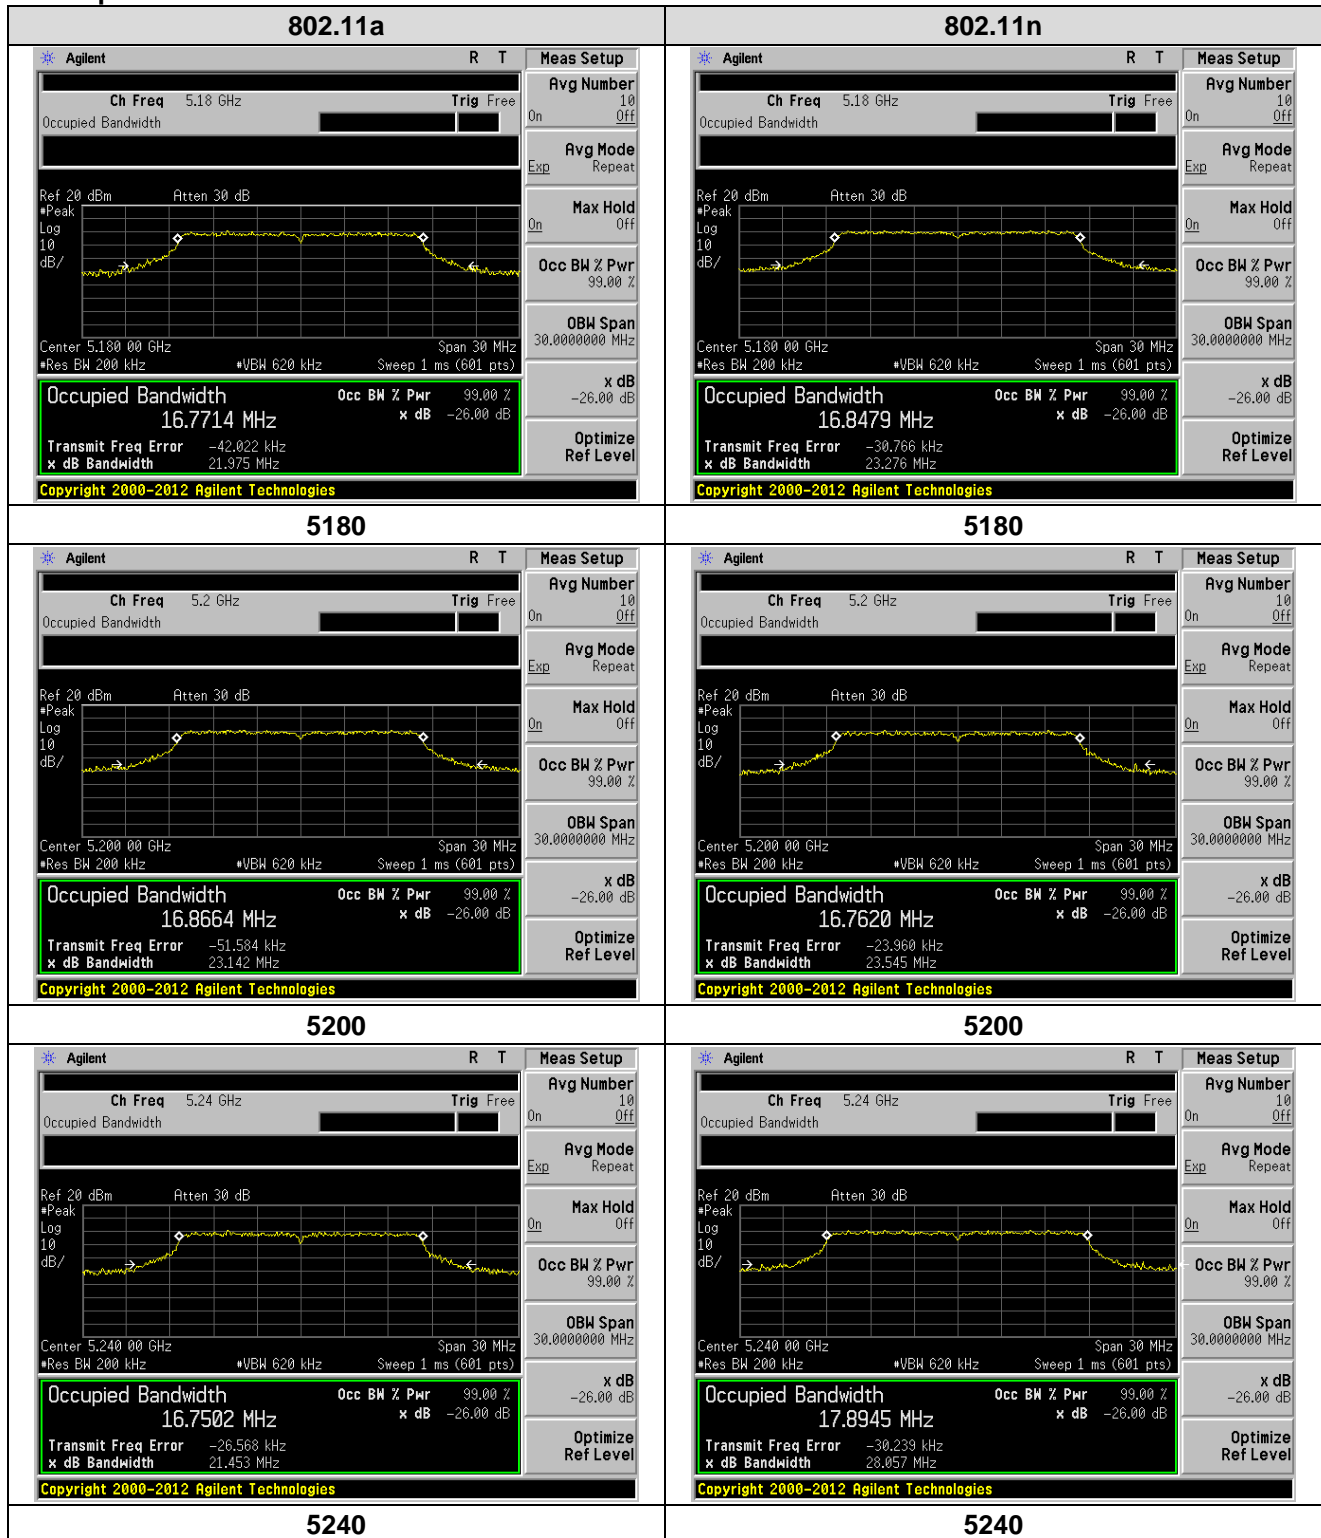 802.11a
802.11n
Agilent R T Meas Setup
Ch Freq 5.18 GHz Trig Free
Occupied Bandwidth
Avg Number
10
On Off
Avg Mode
Exp Repeat
Max Hold
On Off
Occ BW % Pwr
99.00 %
OBW Span
30.0000000 MHz
x dB
-26.00 dB
Optimize
Ref Level
Ref 20 dBm Atten 30 dB
#Peak
Log
10
dB/
Center 5.180 00 GHz Span 30 MHz
#Res BW 200 kHz #VBW 620 kHz Sweep 1 ms (601 pts)
Occupied Bandwidth Occ BW % Pwr 99.00 %
16.7714 MHz x dB -26.00 dB
Transmit Freq Error -42.022 kHz
x dB Bandwidth 21.975 MHz
Copyright 2000-2012 Agilent Technologies
Agilent R T Meas Setup
Ch Freq 5.18 GHz Trig Free
Occupied Bandwidth
Avg Number
10
On Off
Avg Mode
Exp Repeat
Max Hold
On Off
Occ BW % Pwr
99.00 %
OBW Span
30.0000000 MHz
x dB
-26.00 dB
Optimize
Ref Level
Ref 20 dBm Atten 30 dB
#Peak
Log
10
dB/
Center 5.180 00 GHz Span 30 MHz
#Res BW 200 kHz #VBW 620 kHz Sweep 1 ms (601 pts)
Occupied Bandwidth Occ BW % Pwr 99.00 %
16.8479 MHz x dB -26.00 dB
Transmit Freq Error -30.766 kHz
x dB Bandwidth 23.276 MHz
Copyright 2000-2012 Agilent Technologies
5180
5180
Agilent R T Meas Setup
Ch Freq 5.2 GHz Trig Free
Occupied Bandwidth
Avg Number
10
On Off
Avg Mode
Exp Repeat
Max Hold
On Off
Occ BW % Pwr
99.00 %
OBW Span
30.0000000 MHz
x dB
-26.00 dB
Optimize
Ref Level
Ref 20 dBm Atten 30 dB
#Peak
Log
10
dB/
Center 5.200 00 GHz Span 30 MHz
#Res BW 200 kHz #VBW 620 kHz Sweep 1 ms (601 pts)
Occupied Bandwidth Occ BW % Pwr 99.00 %
16.8664 MHz x dB -26.00 dB
Transmit Freq Error -51.584 kHz
x dB Bandwidth 23.142 MHz
Copyright 2000-2012 Agilent Technologies
Agilent R T Meas Setup
Ch Freq 5.2 GHz Trig Free
Occupied Bandwidth
Avg Number
10
On Off
Avg Mode
Exp Repeat
Max Hold
On Off
Occ BW % Pwr
99.00 %
OBW Span
30.0000000 MHz
x dB
-26.00 dB
Optimize
Ref Level
Ref 20 dBm Atten 30 dB
#Peak
Log
10
dB/
Center 5.200 00 GHz Span 30 MHz
#Res BW 200 kHz #VBW 620 kHz Sweep 1 ms (601 pts)
Occupied Bandwidth Occ BW % Pwr 99.00 %
16.7620 MHz x dB -26.00 dB
Transmit Freq Error -23.960 kHz
x dB Bandwidth 23.545 MHz
Copyright 2000-2012 Agilent Technologies
5200
5200
Agilent R T Meas Setup
Ch Freq 5.24 GHz Trig Free
Occupied Bandwidth
Avg Number
10
On Off
Avg Mode
Exp Repeat
Max Hold
On Off
Occ BW % Pwr
99.00 %
OBW Span
30.0000000 MHz
x dB
-26.00 dB
Optimize
Ref Level
Ref 20 dBm Atten 30 dB
#Peak
Log
10
dB/
Center 5.240 00 GHz Span 30 MHz
#Res BW 200 kHz #VBW 620 kHz Sweep 1 ms (601 pts)
Occupied Bandwidth Occ BW % Pwr 99.00 %
16.7502 MHz x dB -26.00 dB
Transmit Freq Error -26.568 kHz
x dB Bandwidth 21.453 MHz
Copyright 2000-2012 Agilent Technologies
Agilent R T Meas Setup
Ch Freq 5.24 GHz Trig Free
Occupied Bandwidth
Avg Number
10
On Off
Avg Mode
Exp Repeat
Max Hold
On Off
Occ BW % Pwr
99.00 %
OBW Span
30.0000000 MHz
x dB
-26.00 dB
Optimize
Ref Level
Ref 20 dBm Atten 30 dB
#Peak
Log
10
dB/
Center 5.240 00 GHz Span 30 MHz
#Res BW 200 kHz #VBW 620 kHz Sweep 1 ms (601 pts)
Occupied Bandwidth Occ BW % Pwr 99.00 %
17.8945 MHz x dB -26.00 dB
Transmit Freq Error -30.239 kHz
x dB Bandwidth 28.057 MHz
Copyright 2000-2012 Agilent Technologies
5240
5240